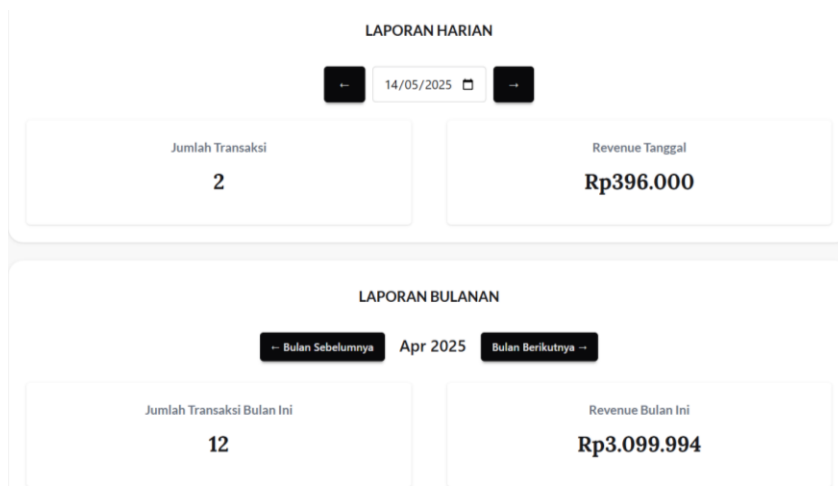 LAPORAN HARIAN
← 14/05/2025 →
Jumlah Transaksi
2
Revenue Tanggal
Rp396.000
LAPORAN BULANAN
← Bulan Sebelumnya Apr 2025 Bulan Berikutnya →
Jumlah Transaksi Bulan Ini
12
Revenue Bulan Ini
Rp3.099.994